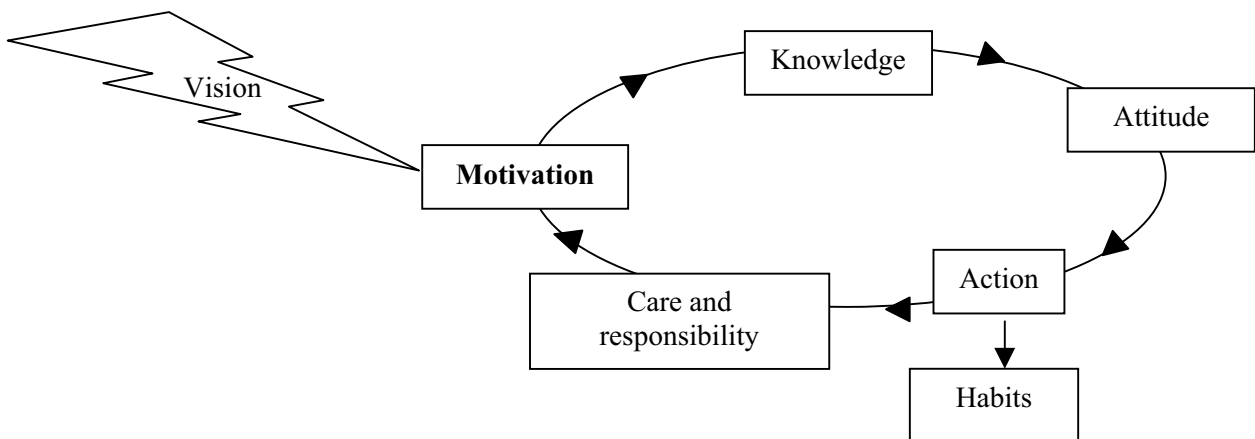 Vision
Knowledge
Attitude
Motivation
Action
Care and
responsibility
Habits